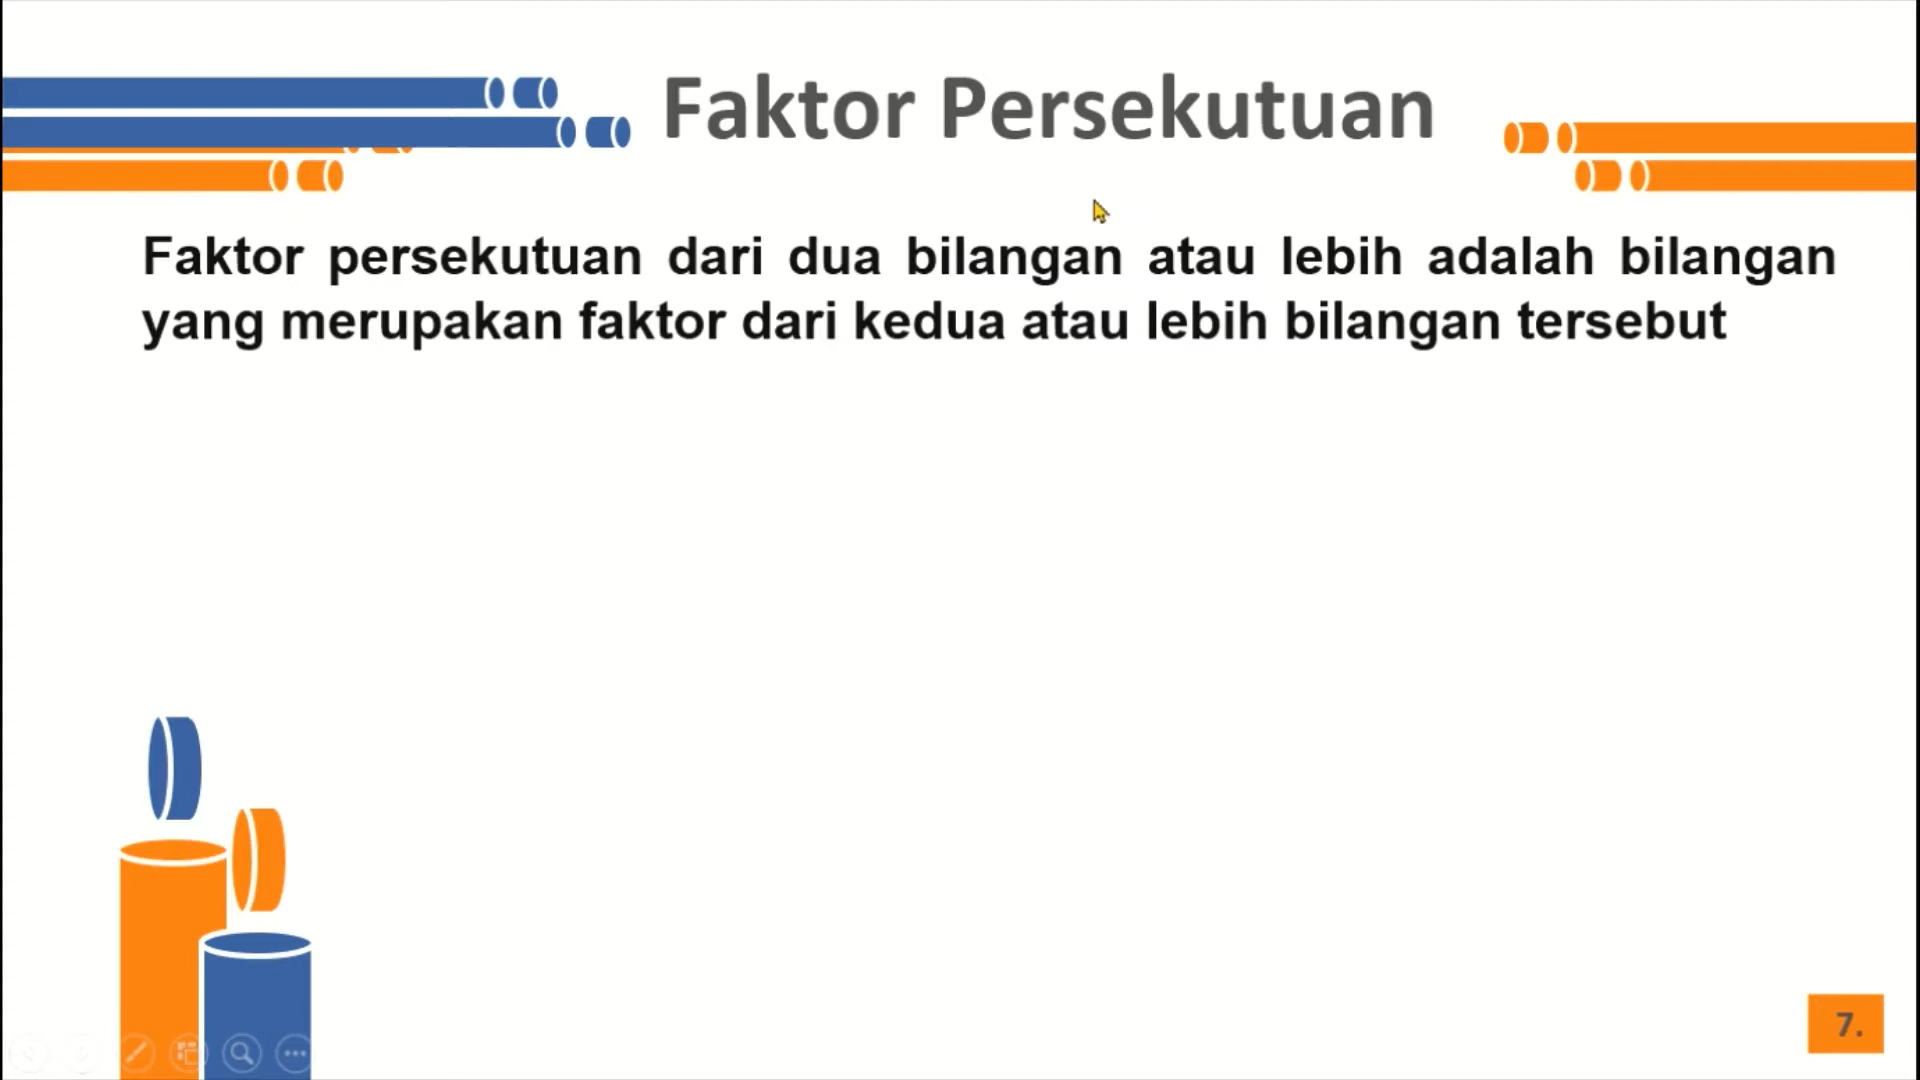 Faktor Persekutuan
Faktor persekutuan dari dua bilangan atau lebih adalah bilangan
yang merupakan faktor dari kedua atau lebih bilangan tersebut
7.